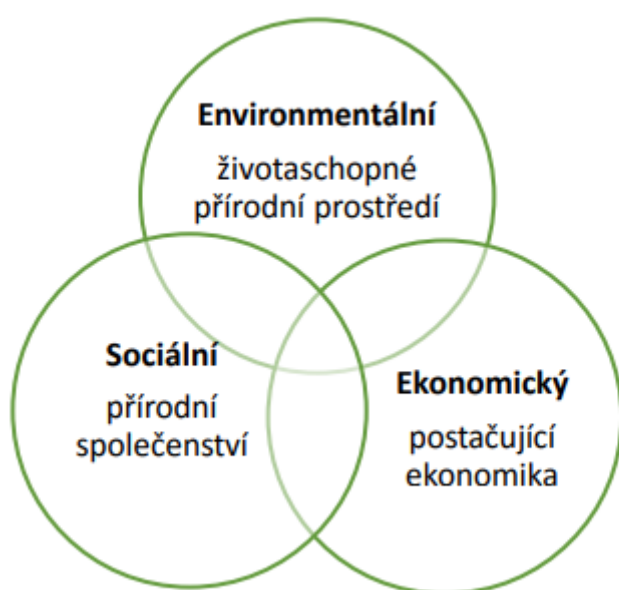 Environmentální
životaschopné
přírodní prostředí
Sociální
přírodní
společenství
Ekonomický
postačující
ekonomika